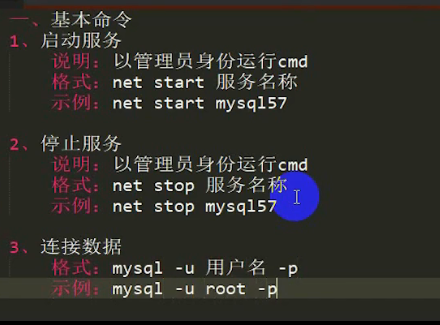 一、基本命令
1、启动服务
说明：以管理员身份运行cmd
格式：net start 服务名称
示例：net start mysql57
2、停止服务
说明：以管理员身份运行cmd
格式：net stop 服务名称
示例：net stop mysql57
3、连接数据
格式：mysql -u 用户名 -p
示例：mysql -u root -p